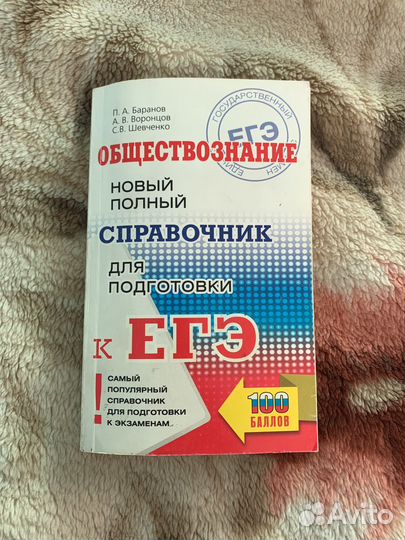 П. А. Баранов
А. В. Воронцов
С. В. Шевченко
ГОСУДАРСТВЕННЫЙ
ЕГЭ
ОБЩЕСТВОЗНАНИЕ
НОВЫЙ
ПОЛНЫЙ
СПРАВОЧНИК
ДЛЯ
ПОДГОТОВКИ
К ЕГЭ
! САМЫЙ
ПОПУЛЯРНЫЙ
СПРАВОЧНИК
ДЛЯ ПОДГОТОВКИ
К ЭКЗАМЕНАМ
100
БАЛЛОВ
Avito